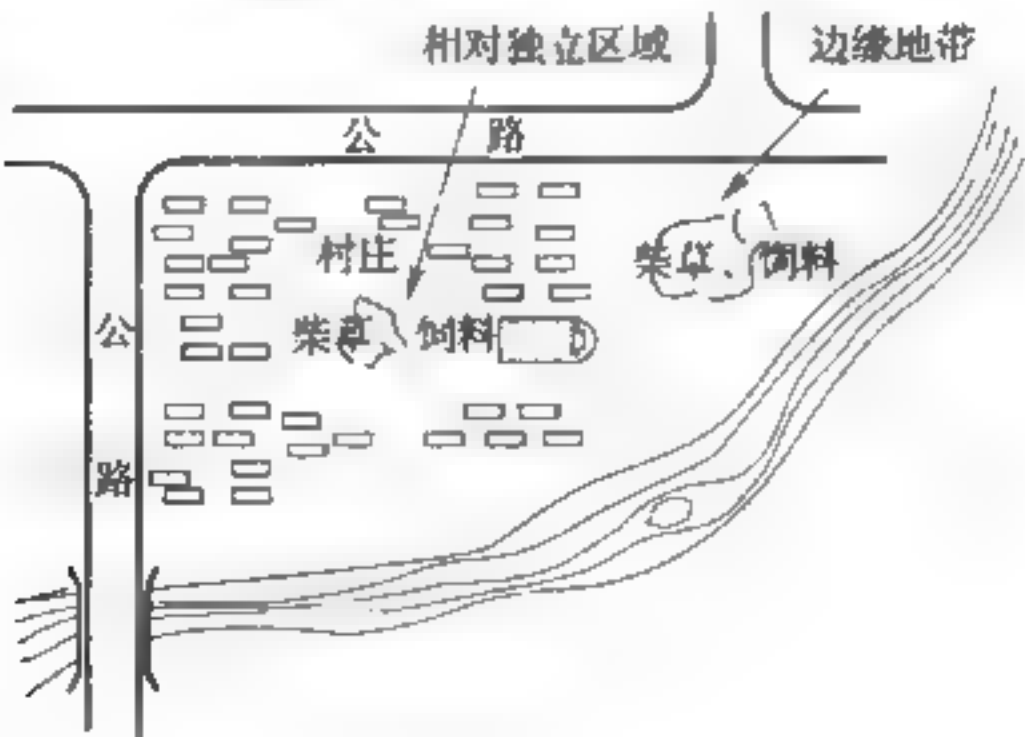 相对独立区域
边缘地带
公路
村庄
柴草、饲料
柴草 饲料
公路